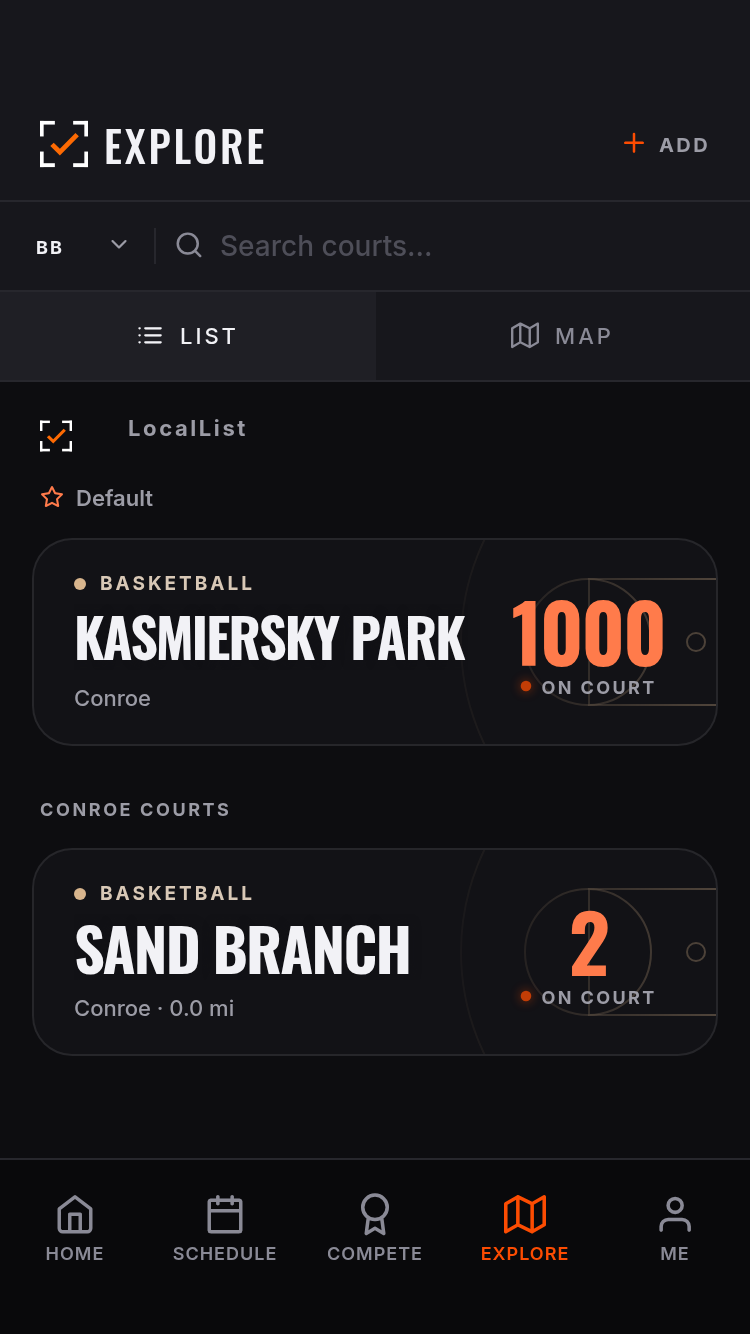 EXPLORE
ADD
BB
Search courts...
LIST
MAP
LocalList
Default
BASKETBALL
KASMIERSKY PARK
Conroe
1000
ON COURT
CONROE COURTS
BASKETBALL
SAND BRANCH
Conroe · 0.0 mi
2
ON COURT
HOME
SCHEDULE
COMPETE
EXPLORE
ME